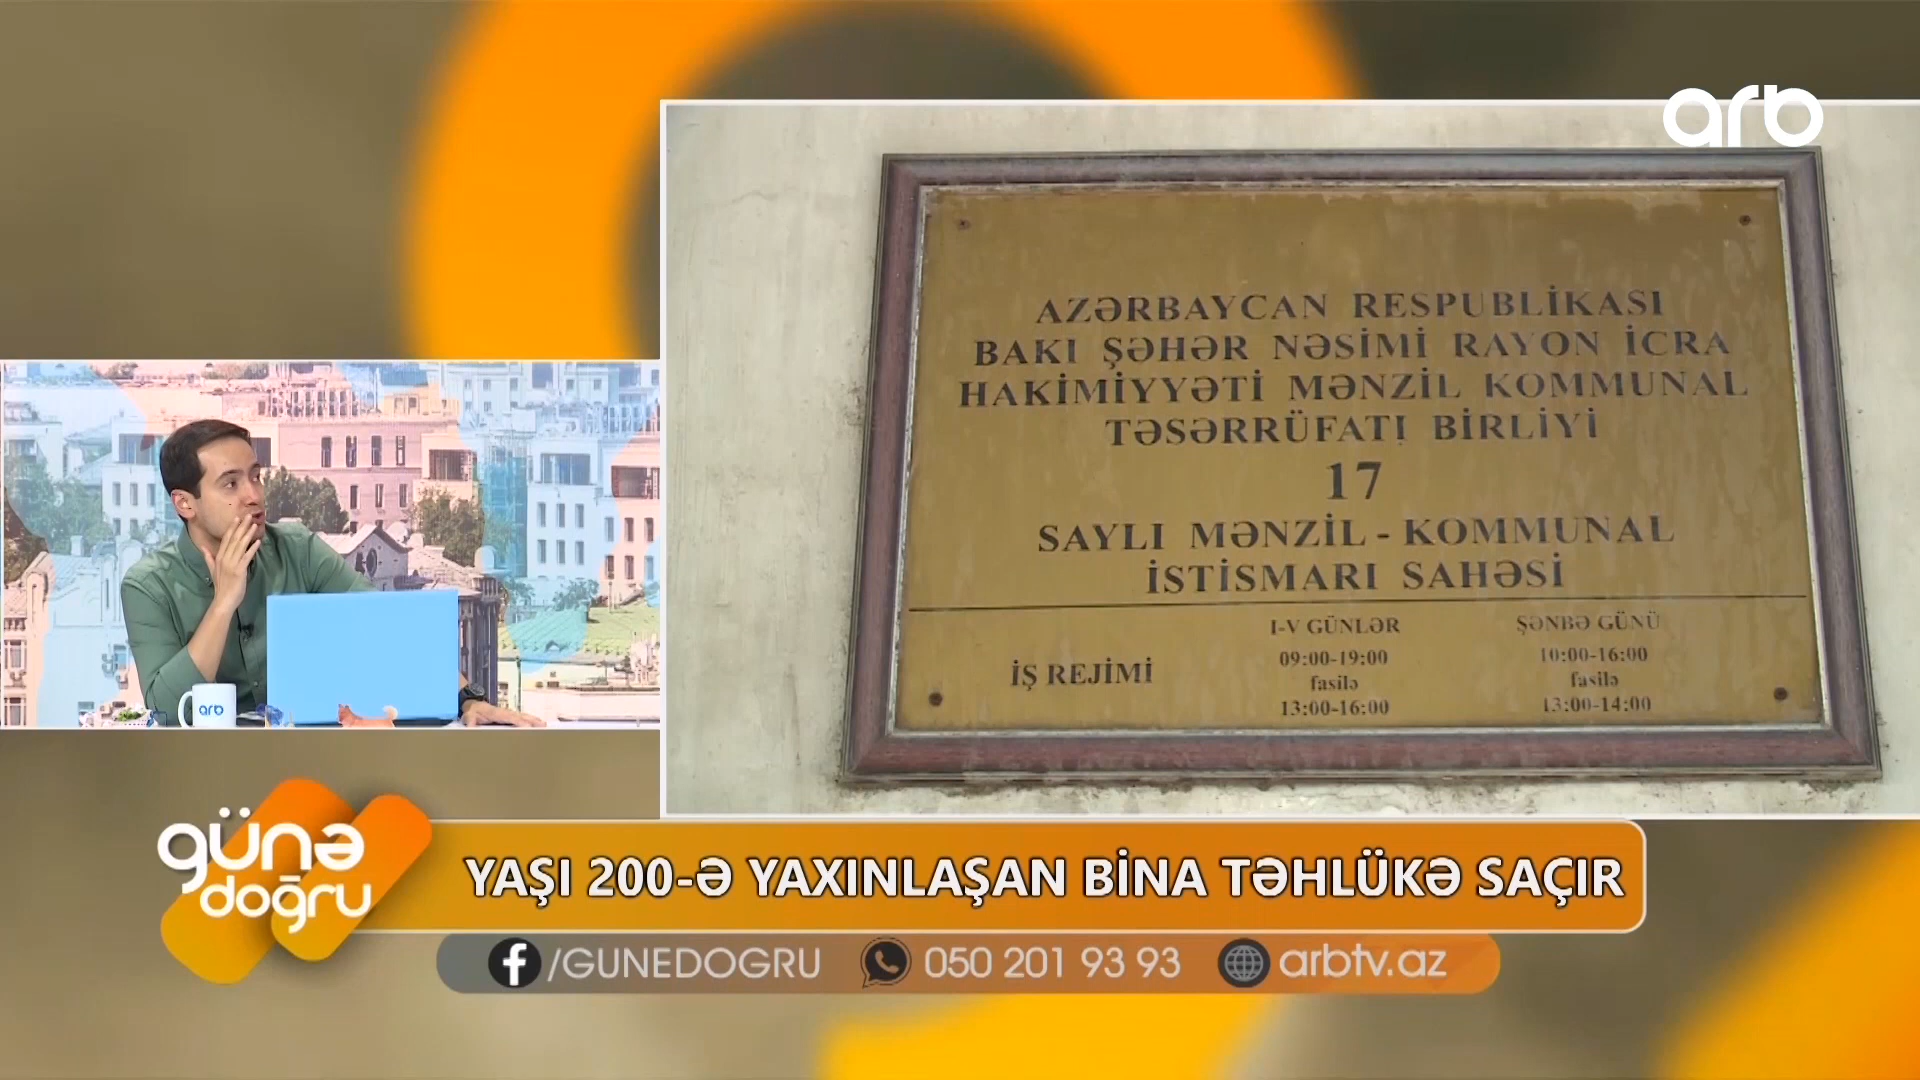 arb
AZƏRBAYCAN RESPUBLİKASI
BAKI ŞƏHƏR NƏSİMİ RAYON İCRA
HAKİMİYYƏTİ MƏNZİL KOMMUNAL
TƏSƏRRÜFATI BİRLİYİ
17
SAYLI MƏNZİL-KOMMUNAL
İSTİSMARI SAHƏSİ
İŞ REJİMİ
I-V GÜNLƏR
09:00-19:00
fasilə
13:00-16:00
ŞƏNBƏ GÜNÜ
10:00-16:00
fasilə
13:00-14:00
arb
günə
doğru
YAŞI 200-Ə YAXINLAŞAN BİNA TƏHLÜKƏ SAÇIR
/GUNEDOGRU 050 201 93 93 arbtv.az